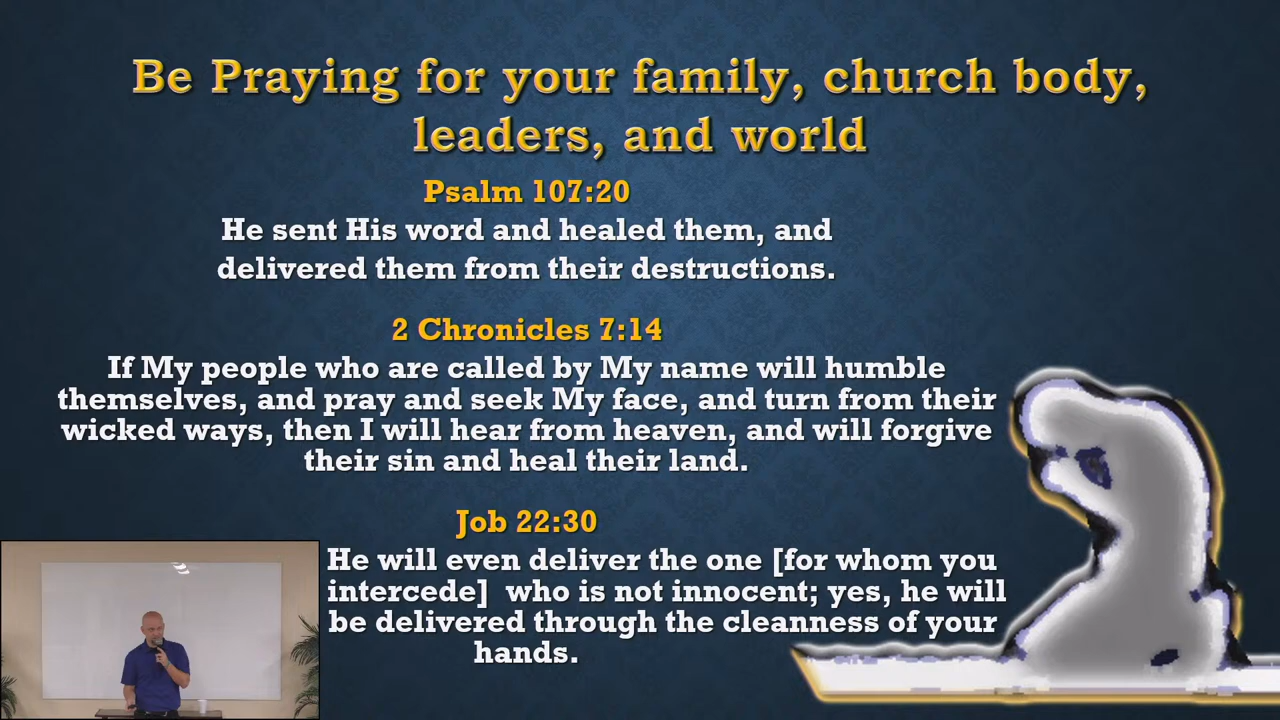 Be Praying for your family, church body,
leaders, and world
Psalm 107:20
He sent His word and healed them, and
delivered them from their destructions.
2 Chronicles 7:14
If My people who are called by My name will humble
themselves, and pray and seek My face, and turn from their
wicked ways, then I will hear from heaven, and will forgive
their sin and heal their land.
Job 22:30
He will even deliver the one [for whom you
intercede]  who is not innocent; yes, he will
be delivered through the cleanness of your
hands.